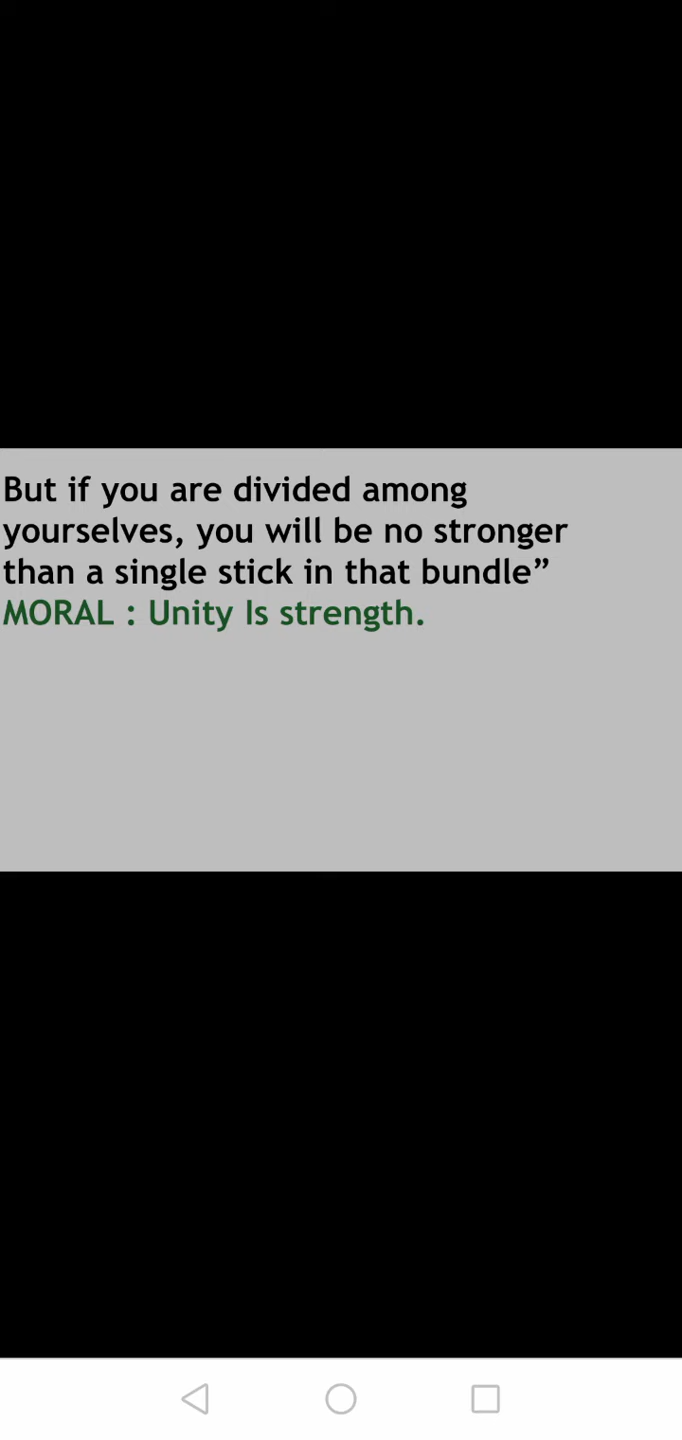 But if you are divided among
yourselves, you will be no stronger
than a single stick in that bundle”
MORAL : Unity Is strength.